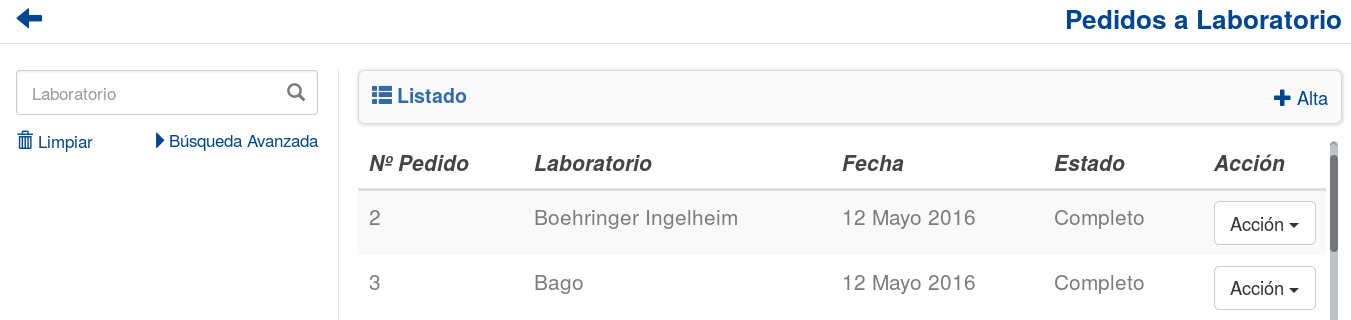 Pedidos a Laboratorio
Laboratorio
Limpiar Búsqueda Avanzada
Listado Alta
Nº Pedido Laboratorio Fecha Estado Acción
2 Boehringer Ingelheim 12 Mayo 2016 Completo Acción
3 Bago 12 Mayo 2016 Completo Acción